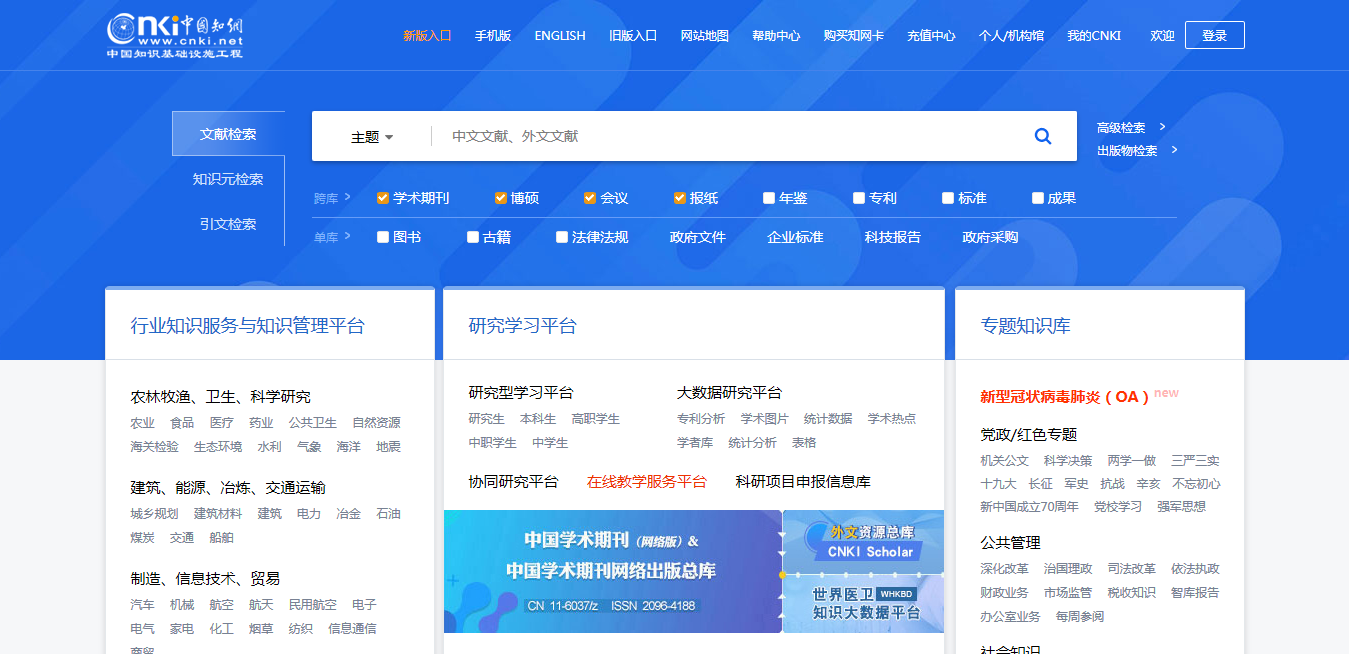 cnki 中国知网
www.cnki.net
中国知识基础设施工程
新版入口 手机版 ENGLISH 旧版入口 网站地图 帮助中心 购买知网卡 充值中心 个人/机构馆 我的CNKI 欢迎 登录
文献检索
知识元检索
引文检索
主题 中文文献、外文文献
高级检索 >
出版物检索 >
跨库 > 学术期刊 博硕 会议 报纸 年鉴 专利 标准 成果
单库 > 图书 古籍 法律法规 政府文件 企业标准 科技报告 政府采购
行业知识服务与知识管理平台
农林牧渔、卫生、科学研究
农业 食品 医疗 药业 公共卫生 自然资源
海关检验 生态环境 水利 气象 海洋 地震
建筑、能源、冶炼、交通运输
城乡规划 建筑材料 建筑 电力 冶金 石油
煤炭 交通 船舶
制造、信息技术、贸易
汽车 机械 航空 航天 民用航空 电子
电气 家电 化工 烟草 纺织 信息通信
商贸
研究学习平台
研究型学习平台
研究生 本科生 高职学生
中职学生 中学生
大数据研究平台
专利分析 学术图片 统计数据 学术热点
学者库 统计分析 表格
协同研究平台 在线教学服务平台 科研项目申报信息库
中国学术期刊（网络版）&
中国学术期刊网络出版总库
CN 11-6037/z ISSN 2096-4188
外文资源总库
CNKI Scholar
世界医卫 WHKBD
知识大数据平台
专题知识库
新型冠状病毒肺炎（OA）new
党政/红色专题
机关公文 科学决策 两学一做 三严三实
十九大 长征 军史 抗战 辛亥 不忘初心
新中国成立70周年 党校学习 强军思想
公共管理
深化改革 治国理政 司法改革 依法执政
财政业务 市场监管 税收知识 智库报告
办公室业务 每周参阅
社会知识